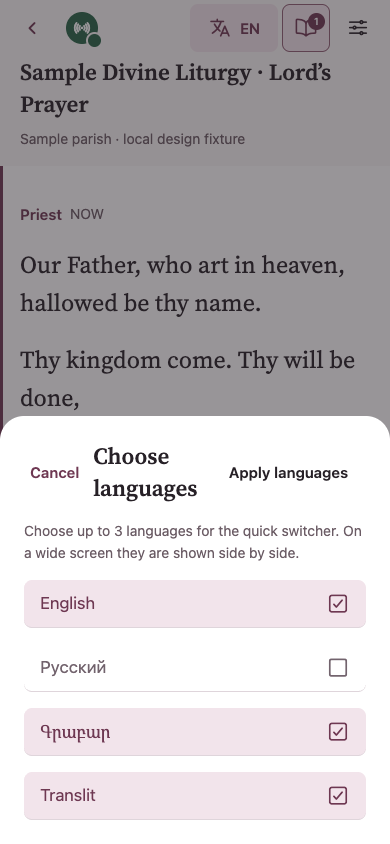 EN
1
Sample Divine Liturgy · Lord’s
Prayer
Sample parish · local design fixture
Priest NOW
Our Father, who art in heaven,
hallowed be thy name.
Thy kingdom come. Thy will be
done,
Cancel
Choose
languages
Apply languages
Choose up to 3 languages for the quick switcher. On
a wide screen they are shown side by side.
English
Русский
Գրաբար
Translit